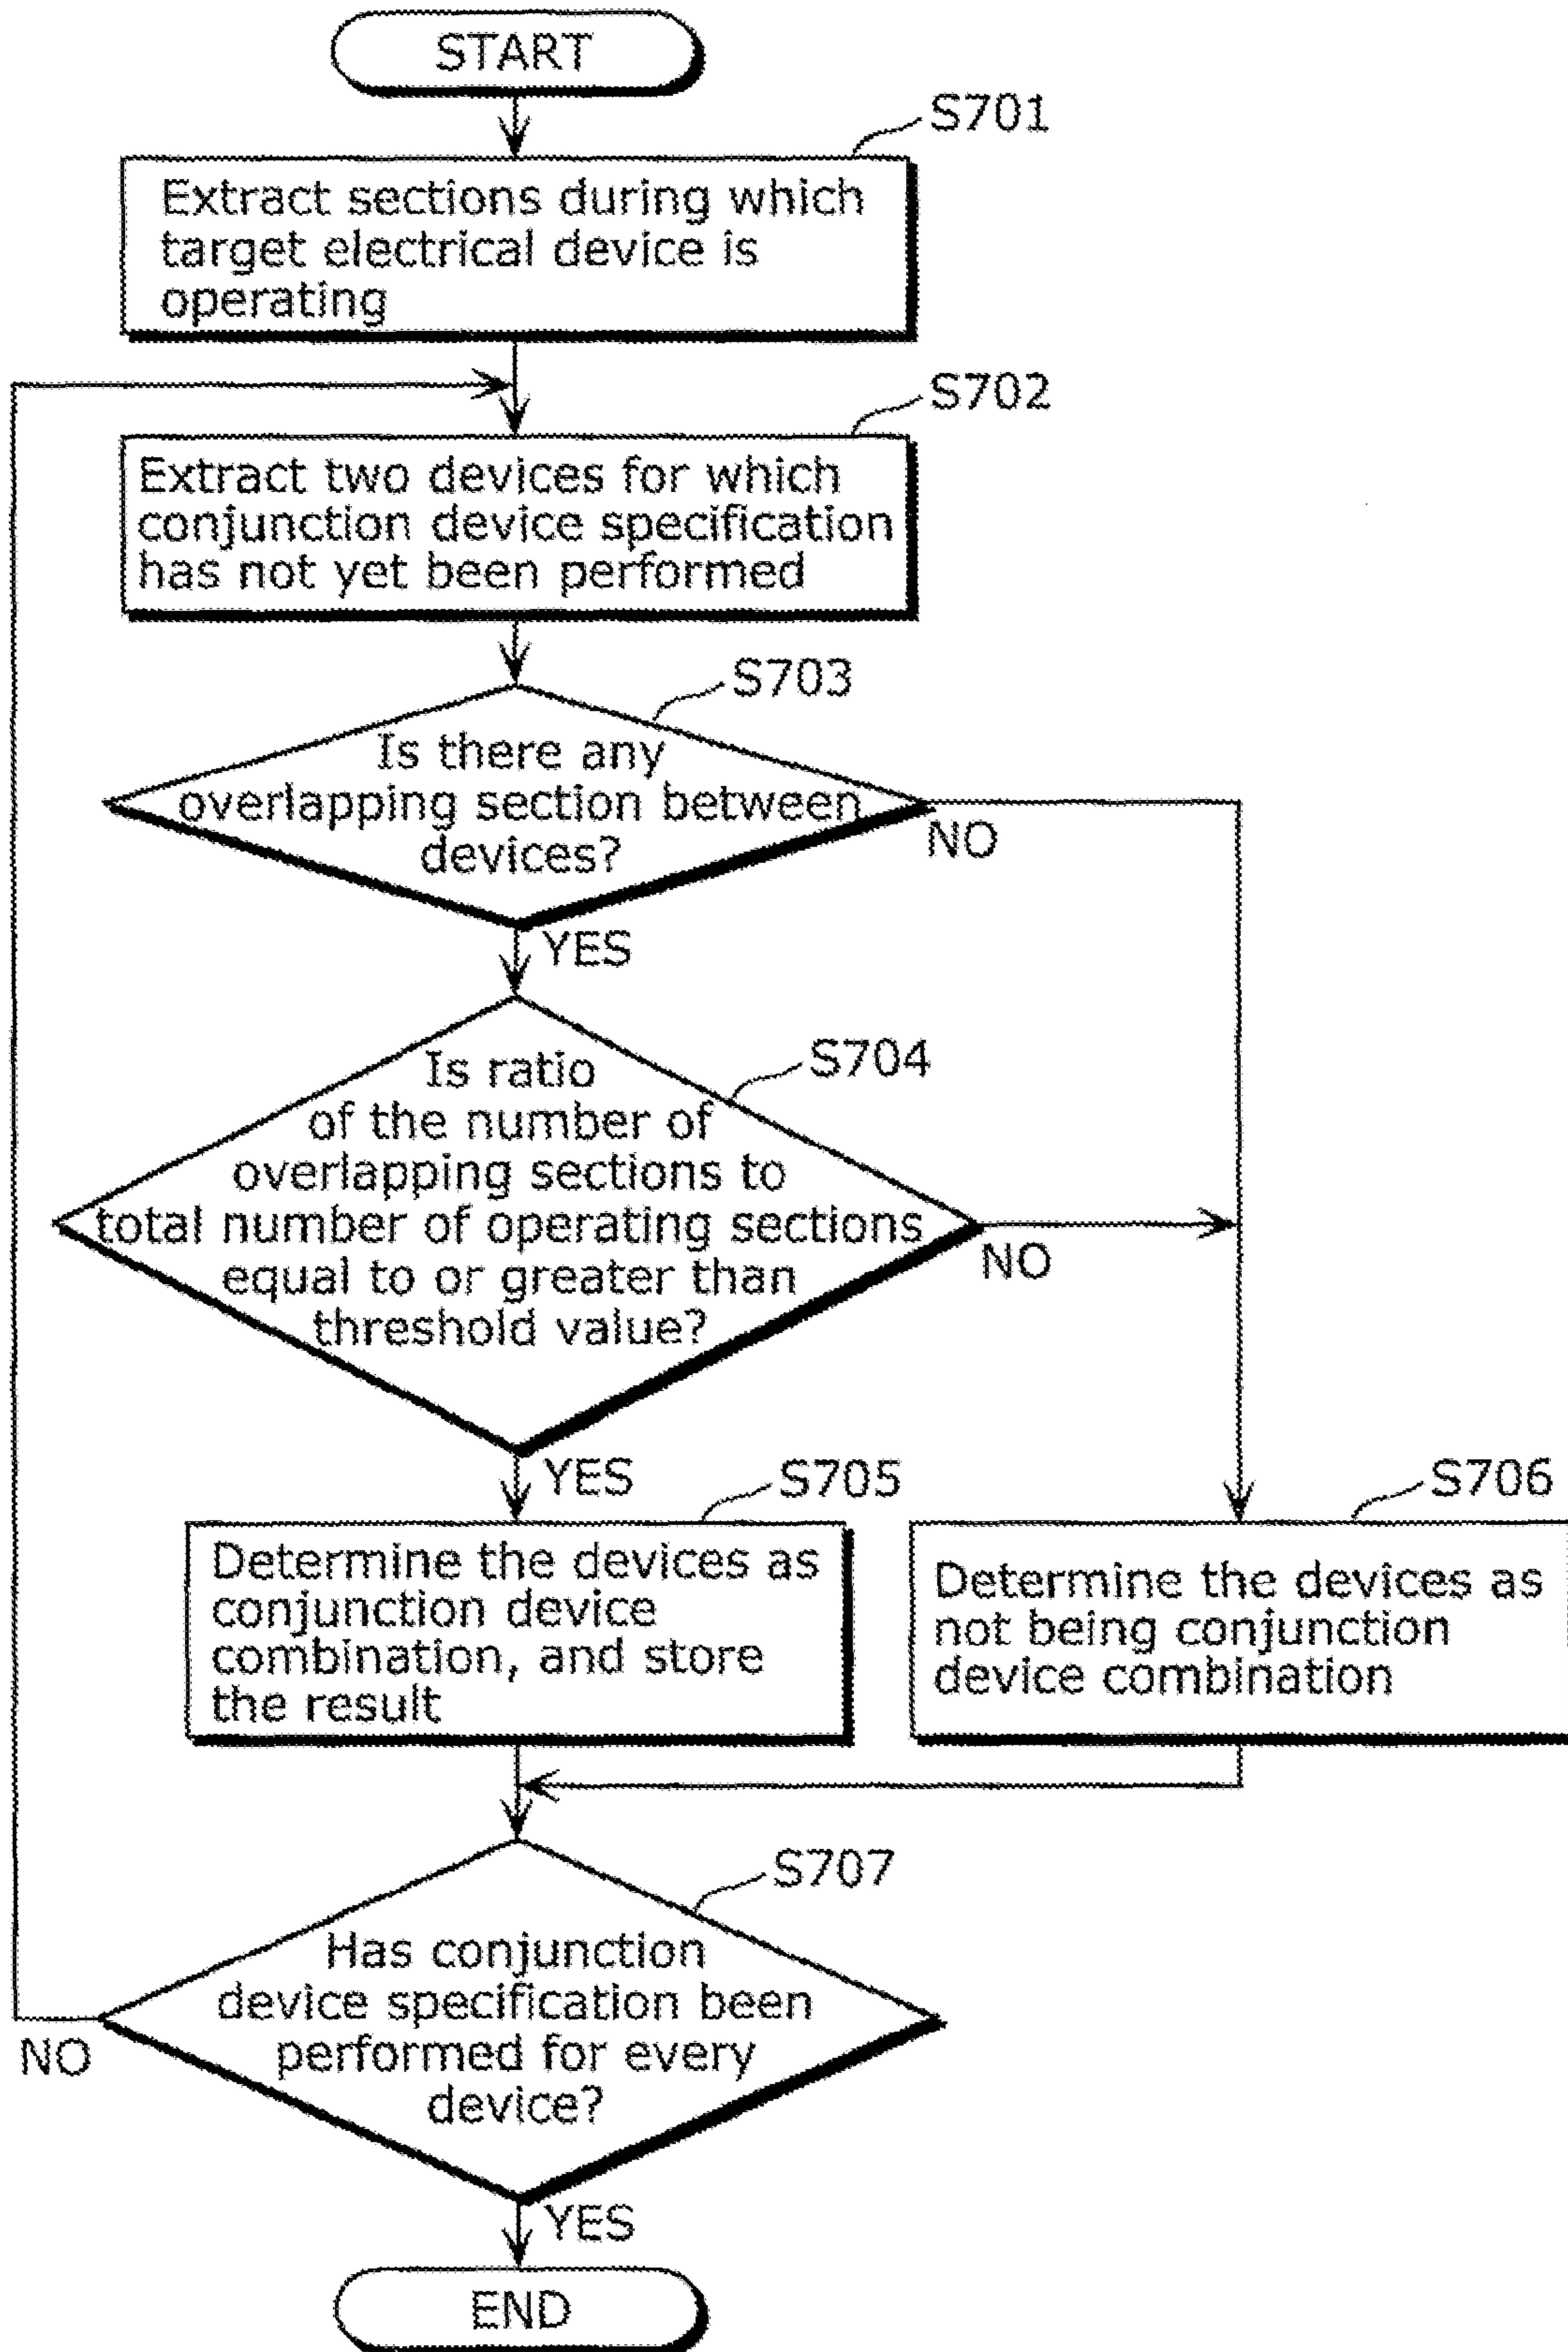 START
S701
Extract sections during which
target electrical device is
operating
S702
Extract two devices for which
conjunction device specification
has not yet been performed
S703
Is there any
overlapping section between
devices?
NO
YES
S704
Is ratio
of the number of
overlapping sections to
total number of operating sections
equal to or greater than
threshold value?
NO
YES
S705
Determine the devices as
conjunction device
combination, and store
the result
S706
Determine the devices as
not being conjunction
device combination
S707
Has conjunction
device specification been
performed for every
device?
NO
YES
END